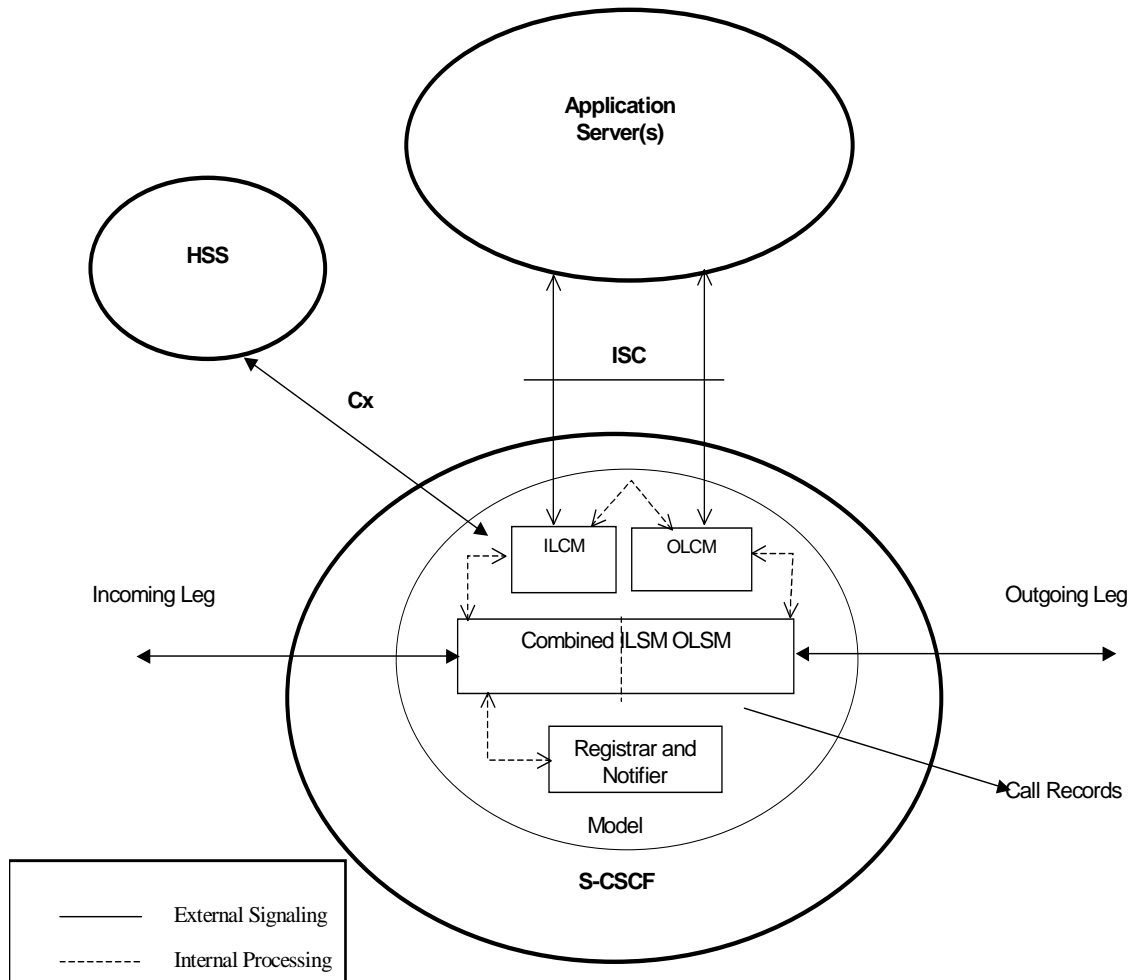 Application
Server(s)
HSS
ISC
Cx
ILCM
OLCM
Incoming Leg
Outgoing Leg
Combined ILSM OLSM
Registrar and
Notifier
Call Records
Model
S-CSCF
External Signaling
Internal Processing